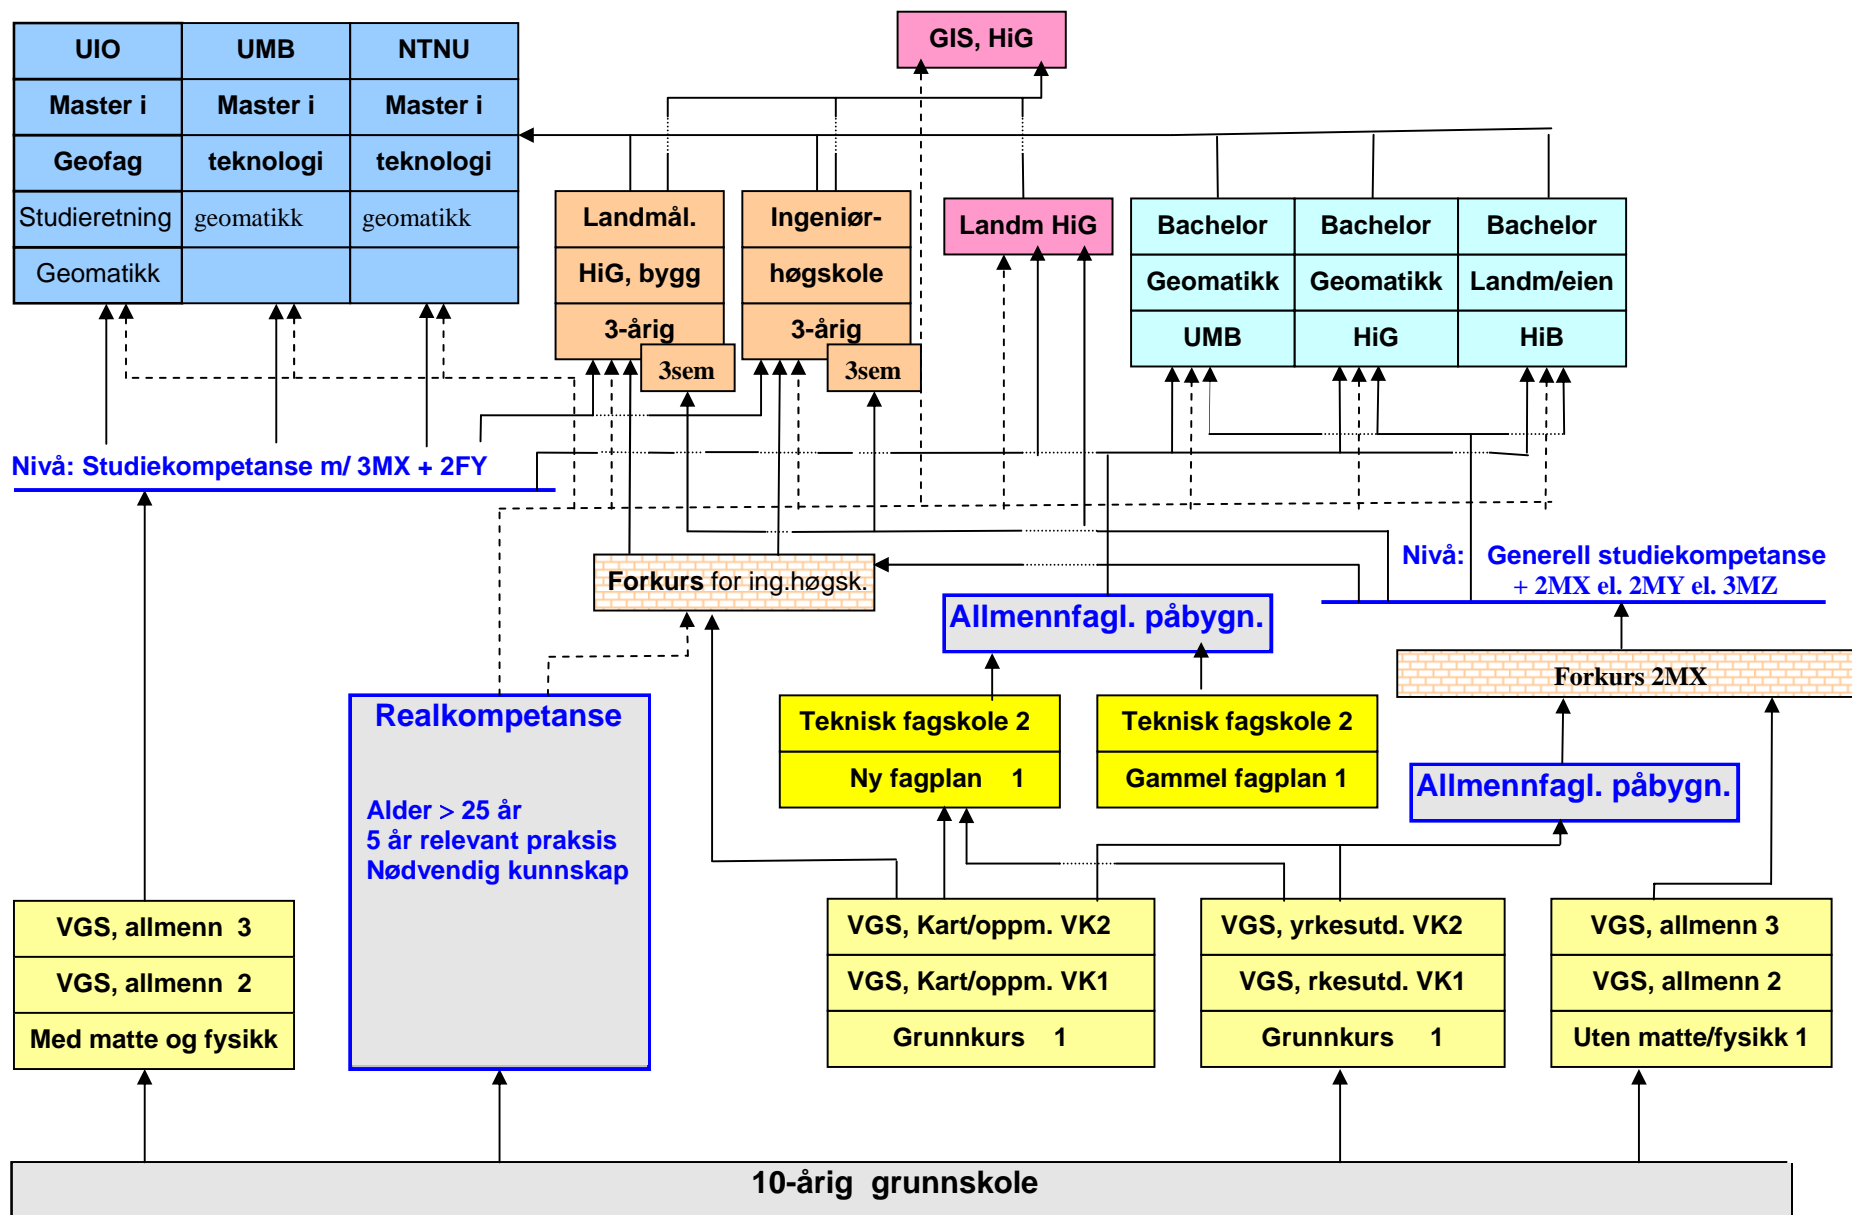 UIO
Master i
Geofag
Studieretning
Geomatikk
UMB
Master i
teknologi
geomatikk
NTNU
Master i
teknologi
geomatikk
GIS, HiG
Landmål.
HiG, bygg
3-årig
3sem
Ingeniør-
høgskole
3-årig
3sem
Landm HiG
Bachelor
Geomatikk
UMB
Bachelor
Geomatikk
HiG
Bachelor
Landm/eien
HiB
Nivå: Studiekompetanse m/ 3MX + 2FY
Forkurs for ing.høgsk.
Nivå: Generell studiekompetanse
+ 2MX el. 2MY el. 3MZ
Allmennfagl. påbygn.
Forkurs 2MX
Realkompetanse
Alder > 25 år
5 år relevant praksis
Nødvendig kunnskap
Teknisk fagskole 2
Ny fagplan 1
Teknisk fagskole 2
Gammel fagplan 1
Allmennfagl. påbygn.
VGS, allmenn 3
VGS, allmenn 2
Med matte og fysikk
VGS, Kart/oppm. VK2
VGS, Kart/oppm. VK1
Grunnkurs 1
VGS, yrkesutd. VK2
VGS, rkesutd. VK1
Grunnkurs 1
VGS, allmenn 3
VGS, allmenn 2
Uten matte/fysikk 1
10-årig grunnskole